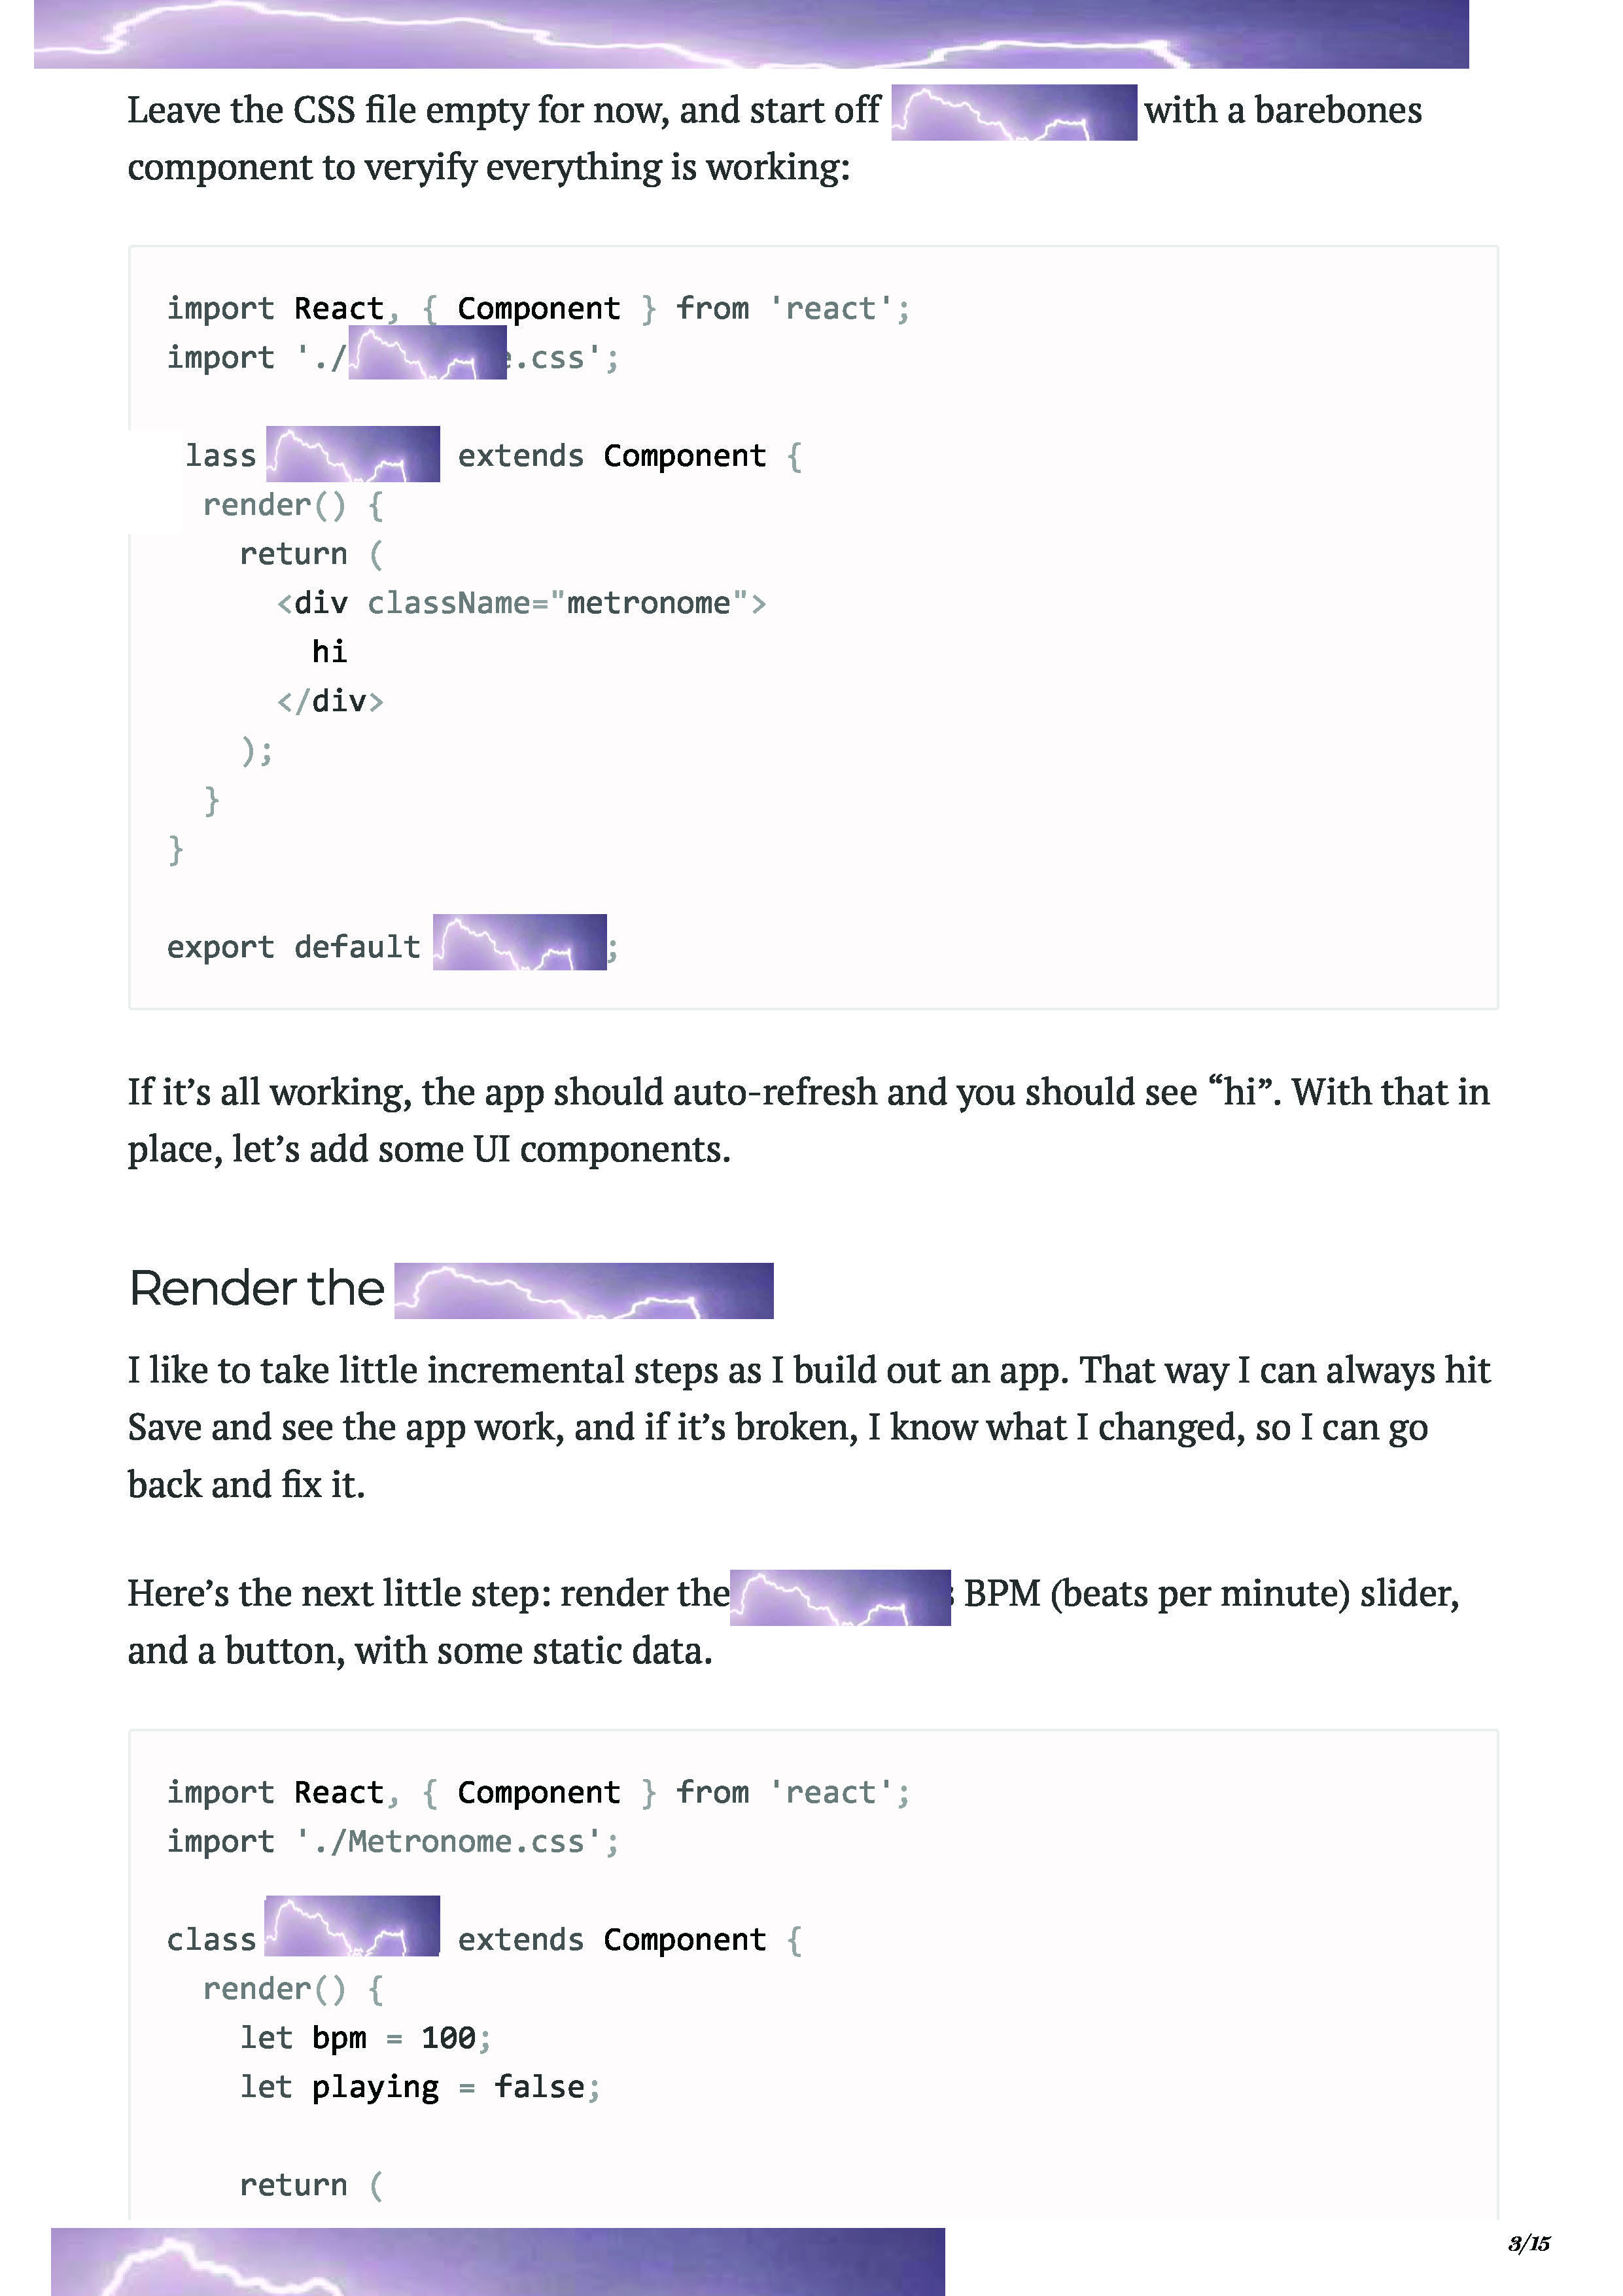 Leave the CSS file empty for now, and start off with a barebones
component to veryify everything is working:
import React, { Component } from 'react';
import './ .css';
lass extends Component {
render() {
return (
<div className="metronome">
hi
</div>
);
}
}
export default ;
If it’s all working, the app should auto-refresh and you should see “hi”. With that in
place, let’s add some UI components.
Render the
I like to take little incremental steps as I build out an app. That way I can always hit
Save and see the app work, and if it’s broken, I know what I changed, so I can go
back and fix it.
Here’s the next little step: render the BPM (beats per minute) slider,
and a button, with some static data.
import React, { Component } from 'react';
import './Metronome.css';
class extends Component {
render() {
let bpm = 100;
let playing = false;
return (
3/15